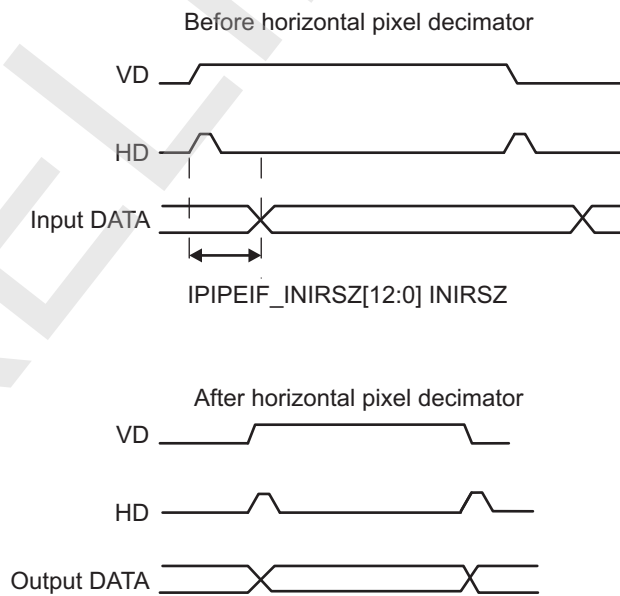 Before horizontal pixel decimator
VD
HD
Input DATA
IPIPEIF_INIRSZ[12:0] INIRSZ
After horizontal pixel decimator
VD
HD
Output DATA